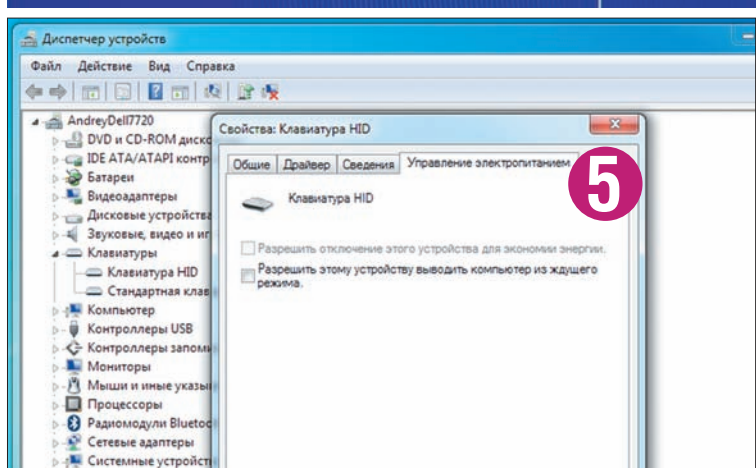 Диспетчер устройств
Файл Действие Вид Справка
AndreyDell7720
DVD и CD-ROM диско
IDE ATA/ATAPI контр
Батареи
Видеоадаптеры
Дисковые устройства
Звуковые, видео и иг
Клавиатуры
Клавиатура HID
Стандартная клав
Компьютер
Контроллеры USB
Контроллеры запоми
Мониторы
Мыши и иные указы
Процессоры
Радиомодули Bluetoo
Сетевые адаптеры
Системные устройст
Свойства: Клавиатура HID
Общие Драйвер Сведения Управление электропитанием
5
Клавиатура HID
Разрешить отключение этого устройства для экономии энергии.
Разрешить этому устройству выводить компьютер из ждущего
режима.